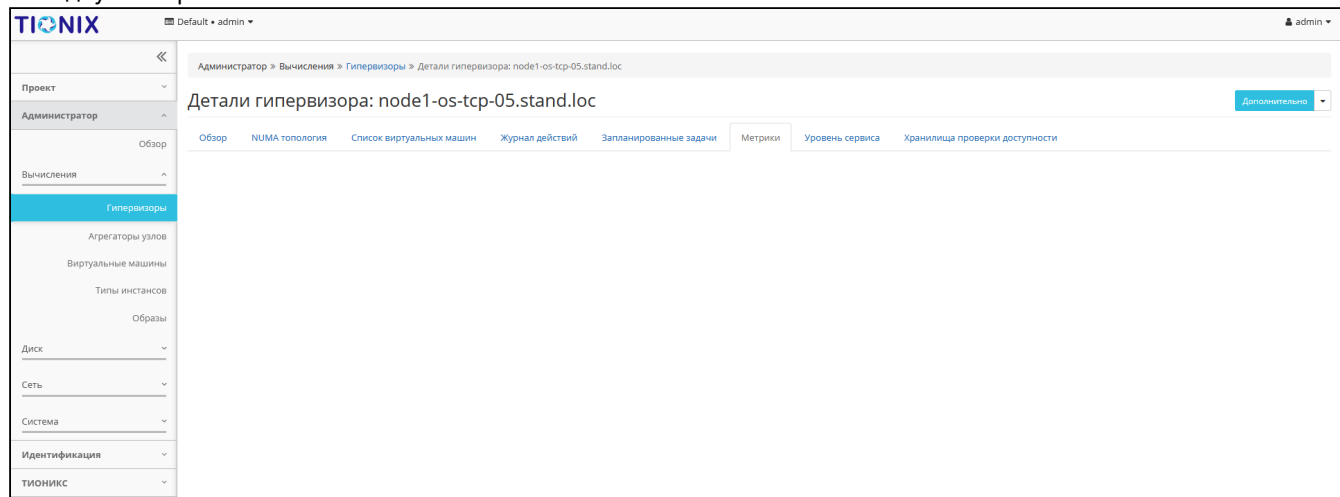 TIONIX
Default • admin
admin
Администратор » Вычисления » Гипервизоры » Детали гипервизора: node1-os-tcp-05.stand.loc
Проект
Детали гипервизора: node1-os-tcp-05.stand.loc
Дополнительно
Администратор
Обзор
NUMA топология
Список виртуальных машин
Журнал действий
Запланированные задачи
Метрики
Уровень сервиса
Хранилища проверки доступности
Обзор
Вычисления
Гипервизоры
Агрегаторы узлов
Виртуальные машины
Типы инстансов
Образы
Диск
Сеть
Система
Идентификация
ТИОНИКС